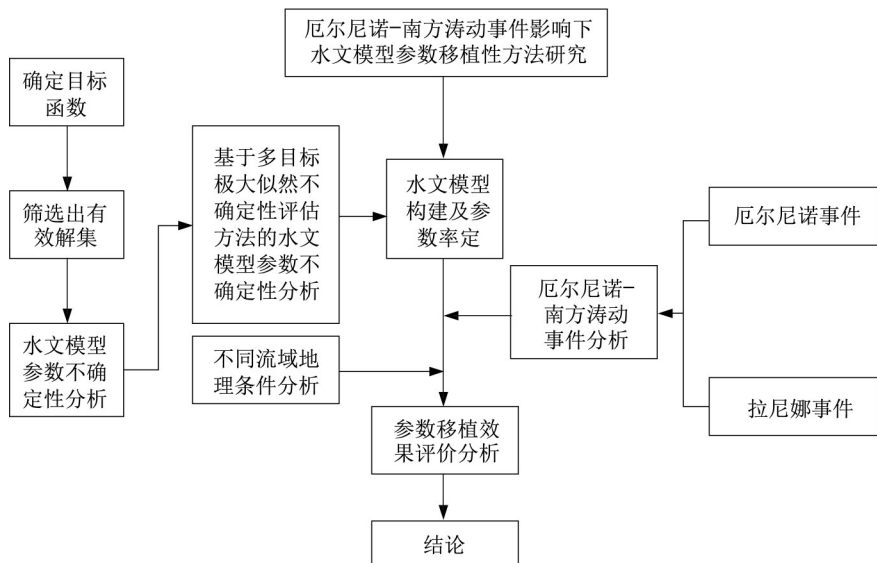 厄尔尼诺-南方涛动事件影响下
水文模型参数移植性方法研究
确定目标
函数
筛选出有
效解集
水文模型
参数不确
定性分析
基于多目标
极大似然不
确定性评估
方法的水文
模型参数不
确定性分析
水文模型
构建及参
数率定
厄尔尼诺事件
厄尔尼诺-
南方涛动
事件分析
拉尼娜事件
不同流域地
理条件分析
参数移植效
果评价分析
结论